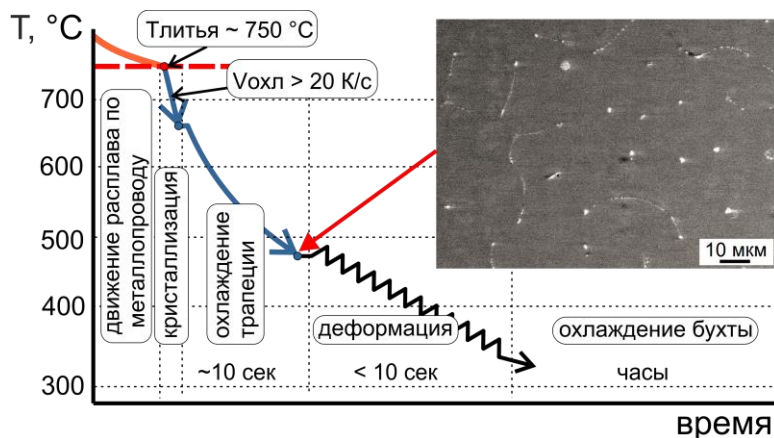 T, °C
Tлитья ~ 750 °C
Vохл > 20 К/с
700
600
500
400
300
движение расплава по
металлопроводу
кристаллизация
охлаждение
трапеции
10 мкм
деформация
охлаждение бухты
~10 сек
< 10 сек
часы
время